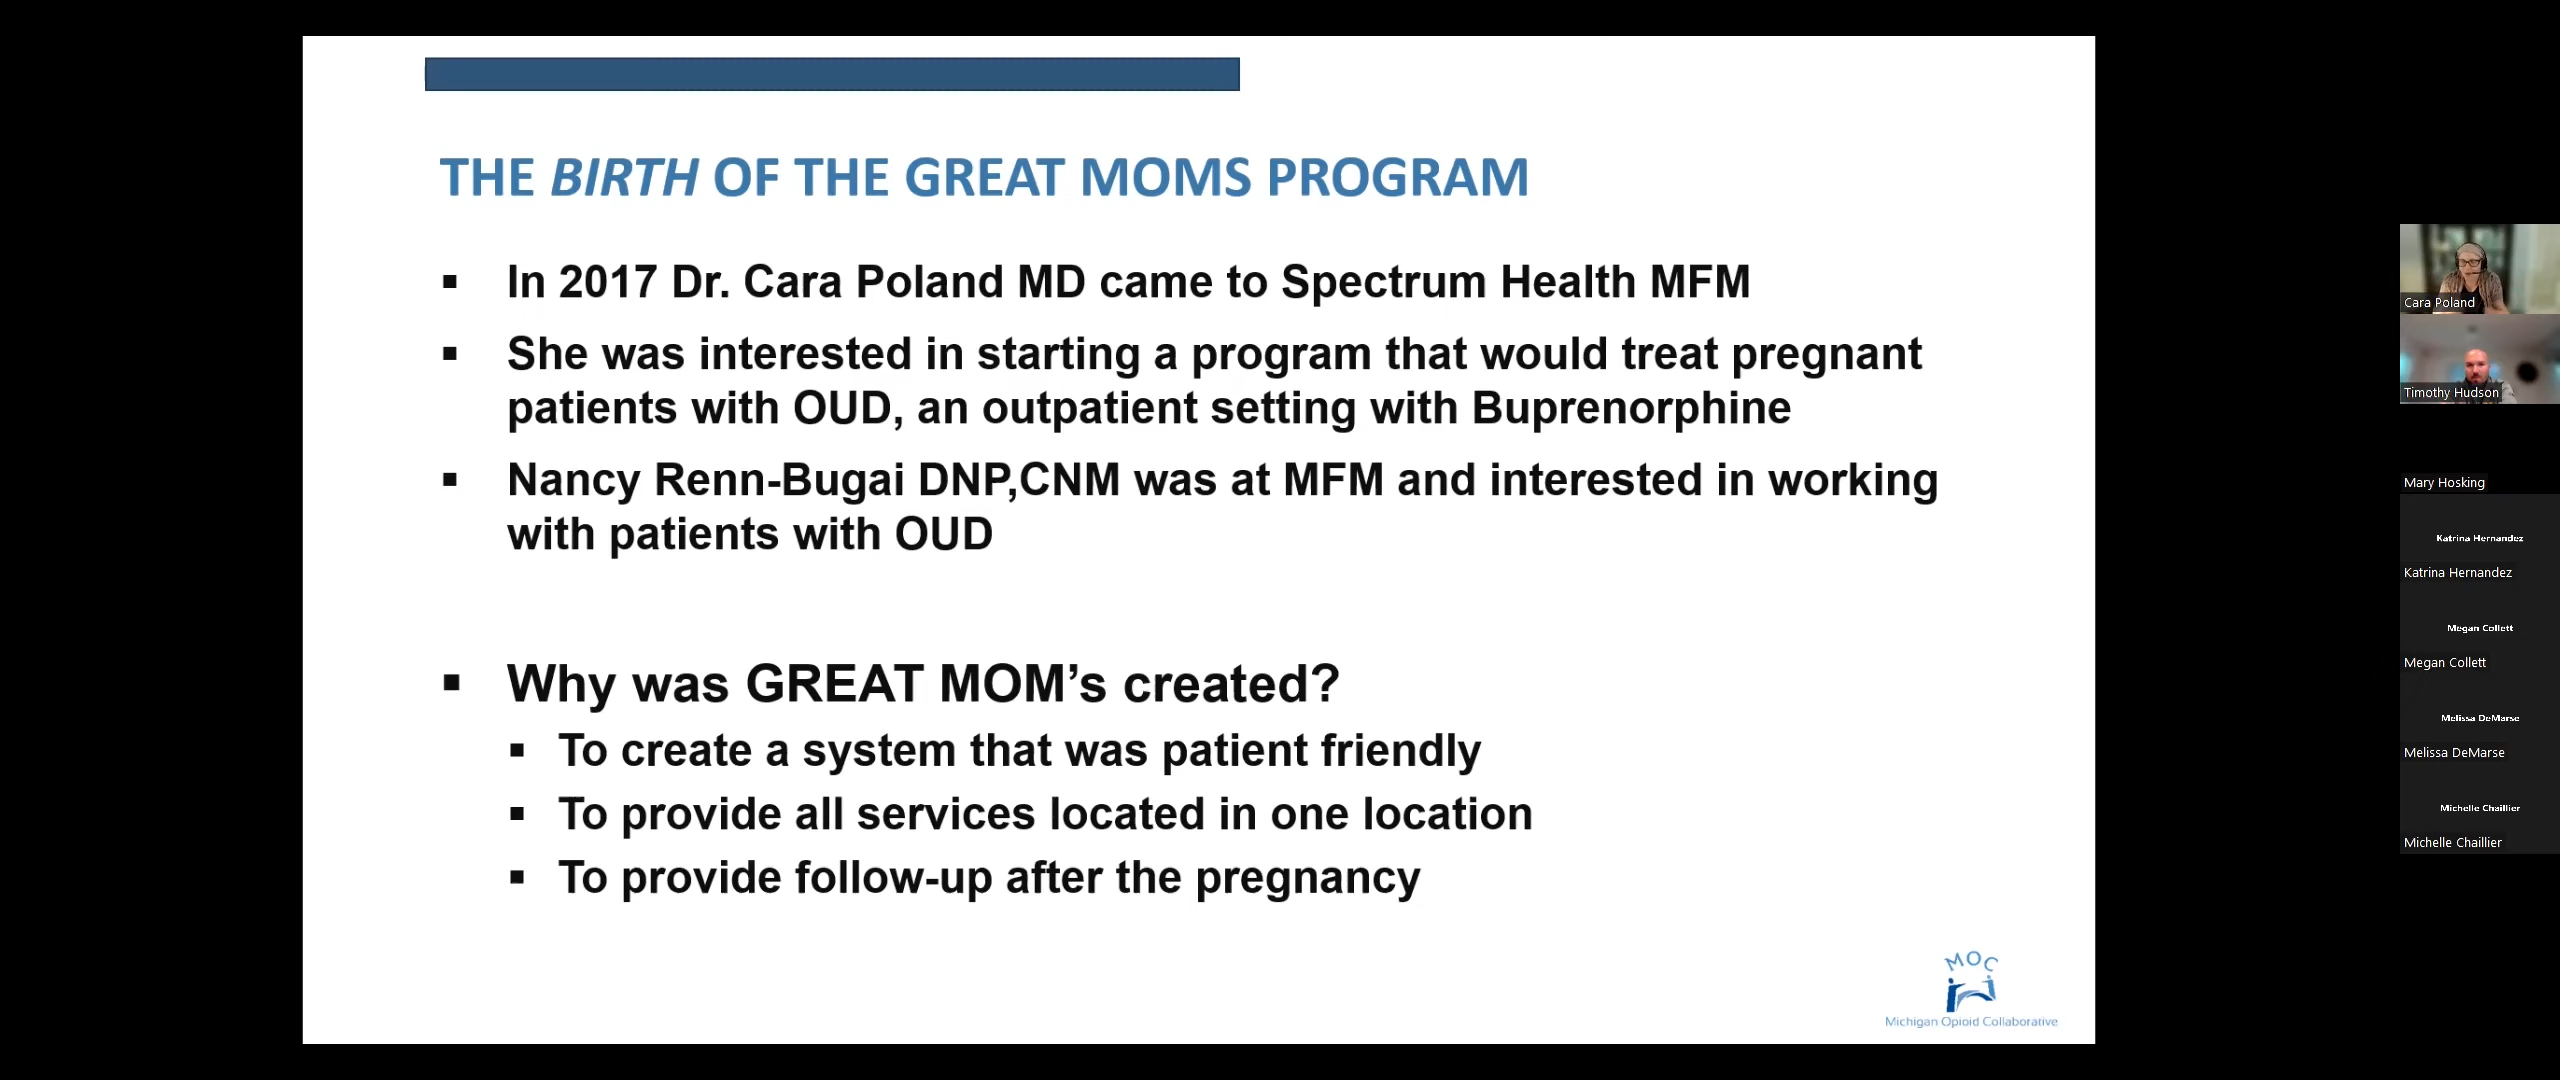 THE BIRTH OF THE GREAT MOMS PROGRAM
▪ In 2017 Dr. Cara Poland MD came to Spectrum Health MFM
▪ She was interested in starting a program that would treat pregnant
patients with OUD, an outpatient setting with Buprenorphine
▪ Nancy Renn-Bugai DNP,CNM was at MFM and interested in working
with patients with OUD
▪ Why was GREAT MOM’s created?
▪ To create a system that was patient friendly
▪ To provide all services located in one location
▪ To provide follow-up after the pregnancy
MOC
Michigan Opioid Collaborative
Cara Poland
Timothy Hudson
Mary Hosking
Katrina Hernandez
Katrina Hernandez
Megan Collett
Megan Collett
Melissa DeMarse
Melissa DeMarse
Michelle Chaillier
Michelle Chaillier